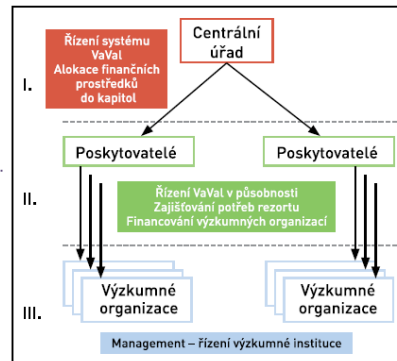 Řízení systému
VaVaI
Alokace finančních
prostředků
do kapitol
Centrální
úřad
I.
Poskytovatelé
Poskytovatelé
II.
Řízení VaVaI v působnosti
Zajišťování potřeb rezortu
Financování výzkumných organizací
Výzkumné
organizace
Výzkumné
organizace
III.
Management – řízení výzkumné instituce